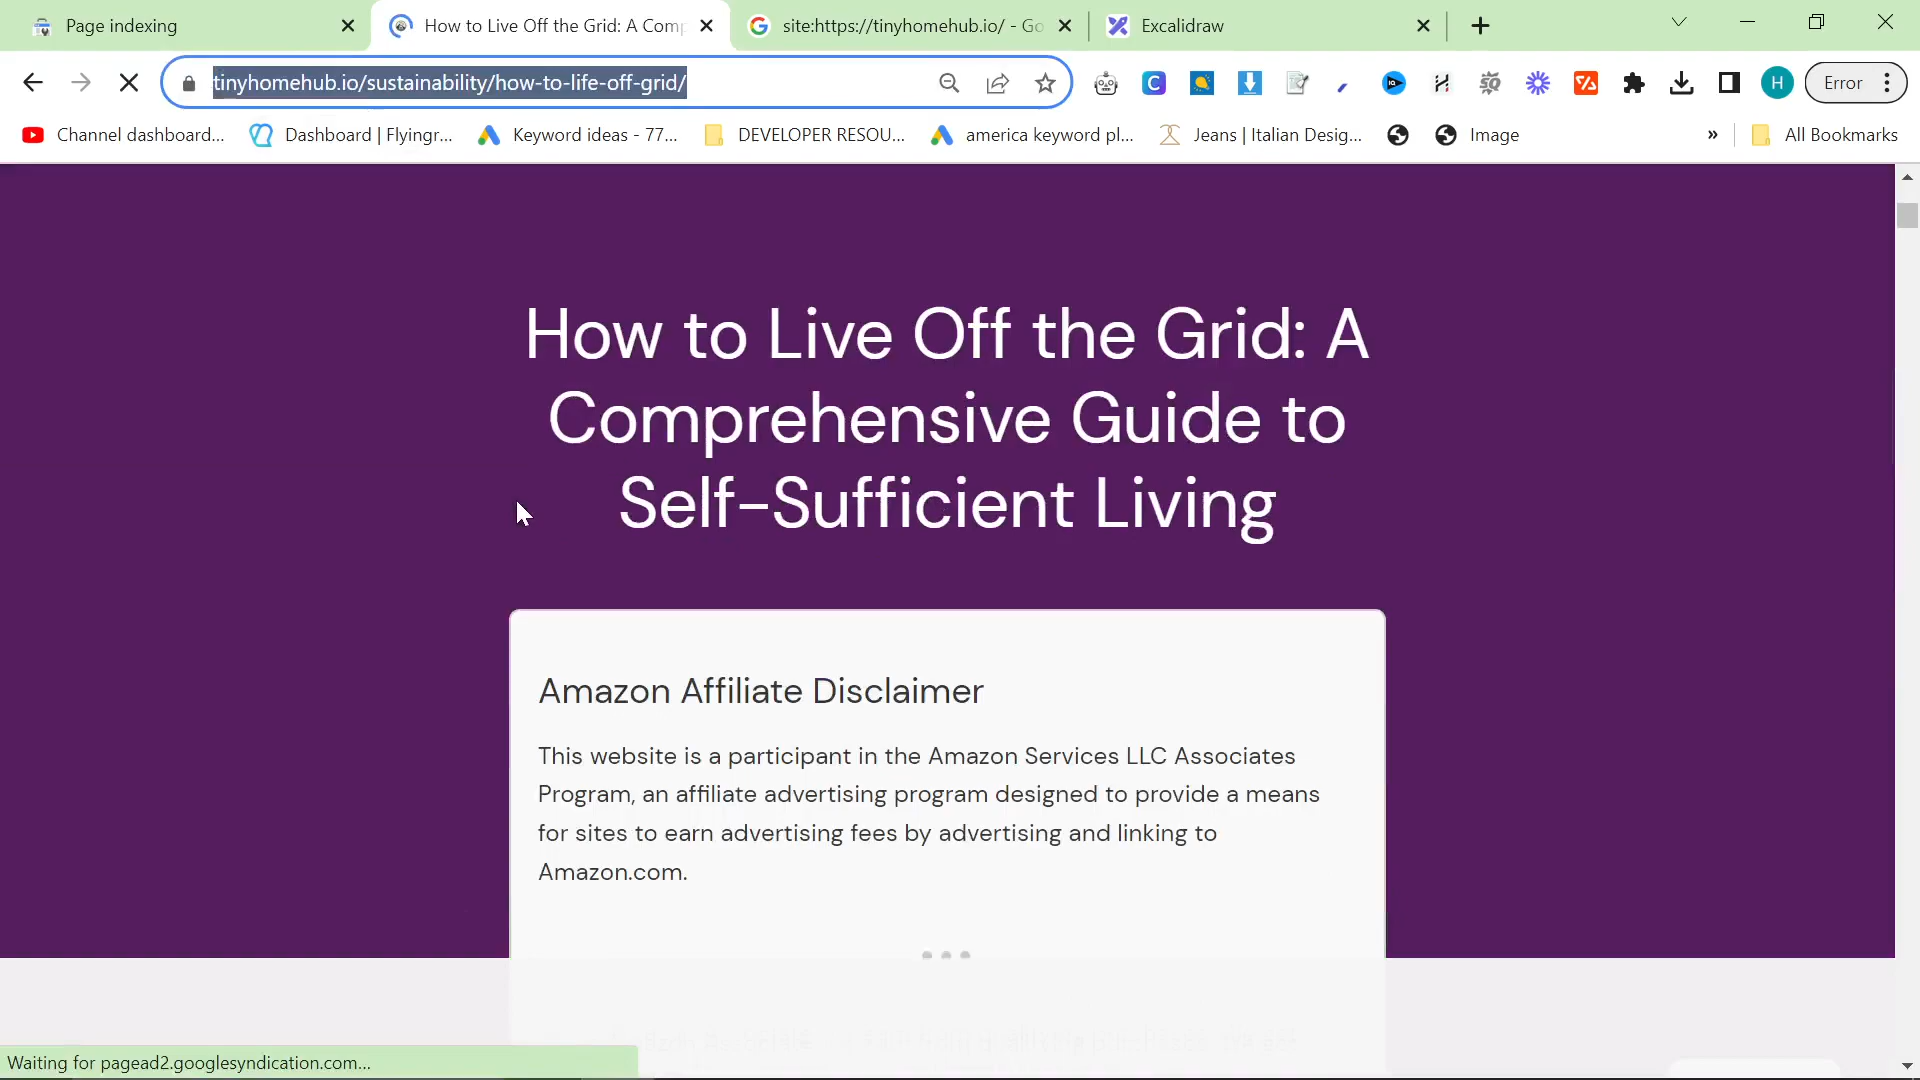 Page indexing
How to Live Off the Grid: A Comp
site:https://tinyhomehub.io/ - Go
Excalidraw
tinyhomehub.io/sustainability/how-to-life-off-grid/
H
Error
Channel dashboard...
Dashboard | Flyingr...
Keyword ideas - 77...
DEVELOPER RESOU...
america keyword pl...
Jeans | Italian Desig...
Image
»
All Bookmarks
How to Live Off the Grid: A
Comprehensive Guide to
Self-Sufficient Living
Amazon Affiliate Disclaimer
This website is a participant in the Amazon Services LLC Associates
Program, an affiliate advertising program designed to provide a means
for sites to earn advertising fees by advertising and linking to
Amazon.com.
Waiting for pagead2.googlesyndication.com...